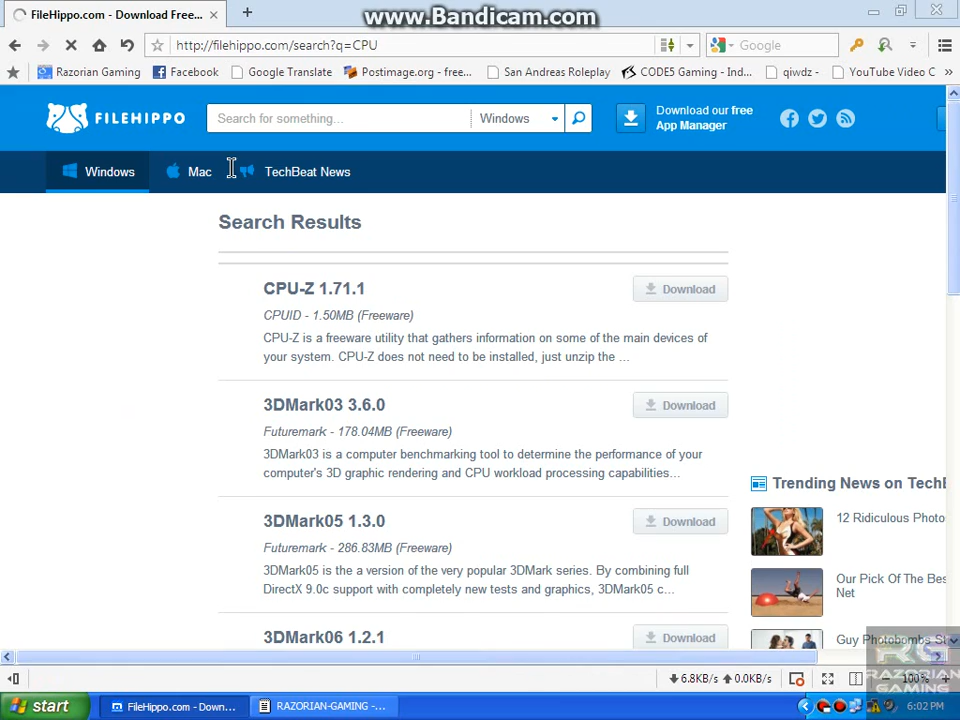 www.Bandicam.com
FileHippo.com - Download Free...
http://filehippo.com/search?q=CPU
Google
Razorian Gaming
Facebook
Google Translate
Postimage.org - free...
San Andreas Roleplay
CODE5 Gaming - Ind...
qiwdz -
YouTube Video C
»
FILEHIPPO
Search for something...
Windows
Download our free
App Manager
Windows
Mac
TechBeat News
Search Results
CPU-Z 1.71.1
Download
CPUID - 1.50MB (Freeware)
CPU-Z is a freeware utility that gathers information on some of the main devices of
your system. CPU-Z does not need to be installed, just unzip the ...
3DMark03 3.6.0
Download
Futuremark - 178.04MB (Freeware)
3DMark03 is a computer benchmarking tool to determine the performance of your
computer's 3D graphic rendering and CPU workload processing capabilities...
Trending News on TechB
12 Ridiculous Photo
3DMark05 1.3.0
Download
Futuremark - 286.83MB (Freeware)
3DMark05 is the a version of the very popular 3DMark series. By combining full
DirectX 9.0c support with completely new tests and graphics, 3DMark05 c...
Our Pick Of The Bes
Net
3DMark06 1.2.1
Download
Guy Photobombs St
6.8KB/s
0.0KB/s
100%
RG
RAZORIAN
GAMING
start
FileHippo.com - Down...
RAZORIAN-GAMING -...
6:02 PM